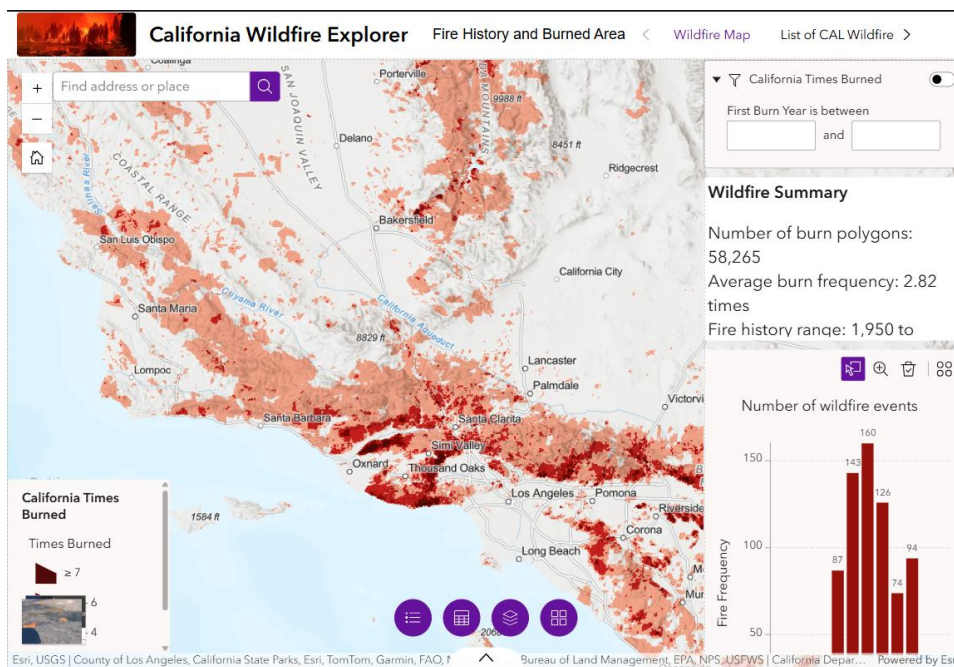 California Wildfire Explorer
Fire History and Burned Area
Wildfire Map
List of CAL Wildfire
Find address or place
+
−
Coalinga
SAN JOAQUIN VALLEY
Porterville
9988 ft
8451 ft
Delano
Ridgecrest
COASTAL RANGE
Salinas River
Bakersfield
San Luis Obispo
California City
Cuyama River
California Aqueduct
Santa Maria
8829 ft
Lancaster
Lompoc
Palmdale
Victorvi
Santa Barbara
Santa Clarita
Simi Valley
Oxnard
Thousand Oaks
Los Angeles
Pomona
Riverside
Corona
Long Beach
Mur
1584 ft
California Times
Burned
Times Burned
≥ 7
6
4
California Times Burned
First Burn Year is between
and
Wildfire Summary
Number of burn polygons:
58,265
Average burn frequency: 2.82
times
Fire history range: 1,950 to
Number of wildfire events
Fire Frequency
150
100
50
87
143
160
126
74
94
Esri, USGS | County of Los Angeles, California State Parks, Esri, TomTom, Garmin, FAO,
Bureau of Land Management, EPA, NPS, USFWS | California Depar...
Powered by Esri